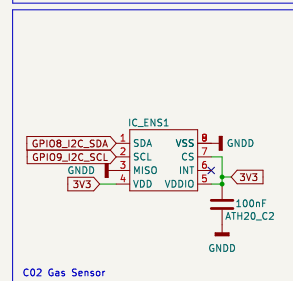 IC_ENS1
GPIO8_I2C_SDA 1 SDA VSS 9 GNDD
GPIO9_I2C_SCL 2 SCL CS 7
GNDD 3 MISO INT 6 3V3
3V3 4 VDD VDDIO 5
100nF
ATH20_C2
GNDD
CO2 Gas Sensor